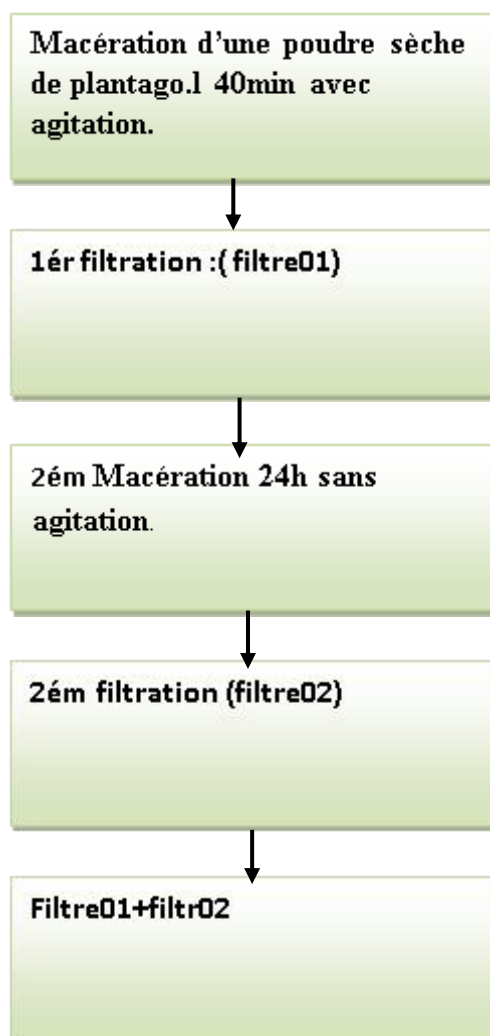 Macération d’une poudre sèche
de plantago.l 40min avec
agitation.
1ér filtration :( filtre01)
2ém Macération 24h sans
agitation.
2ém filtration (filtre02)
Filtre01+filtr02